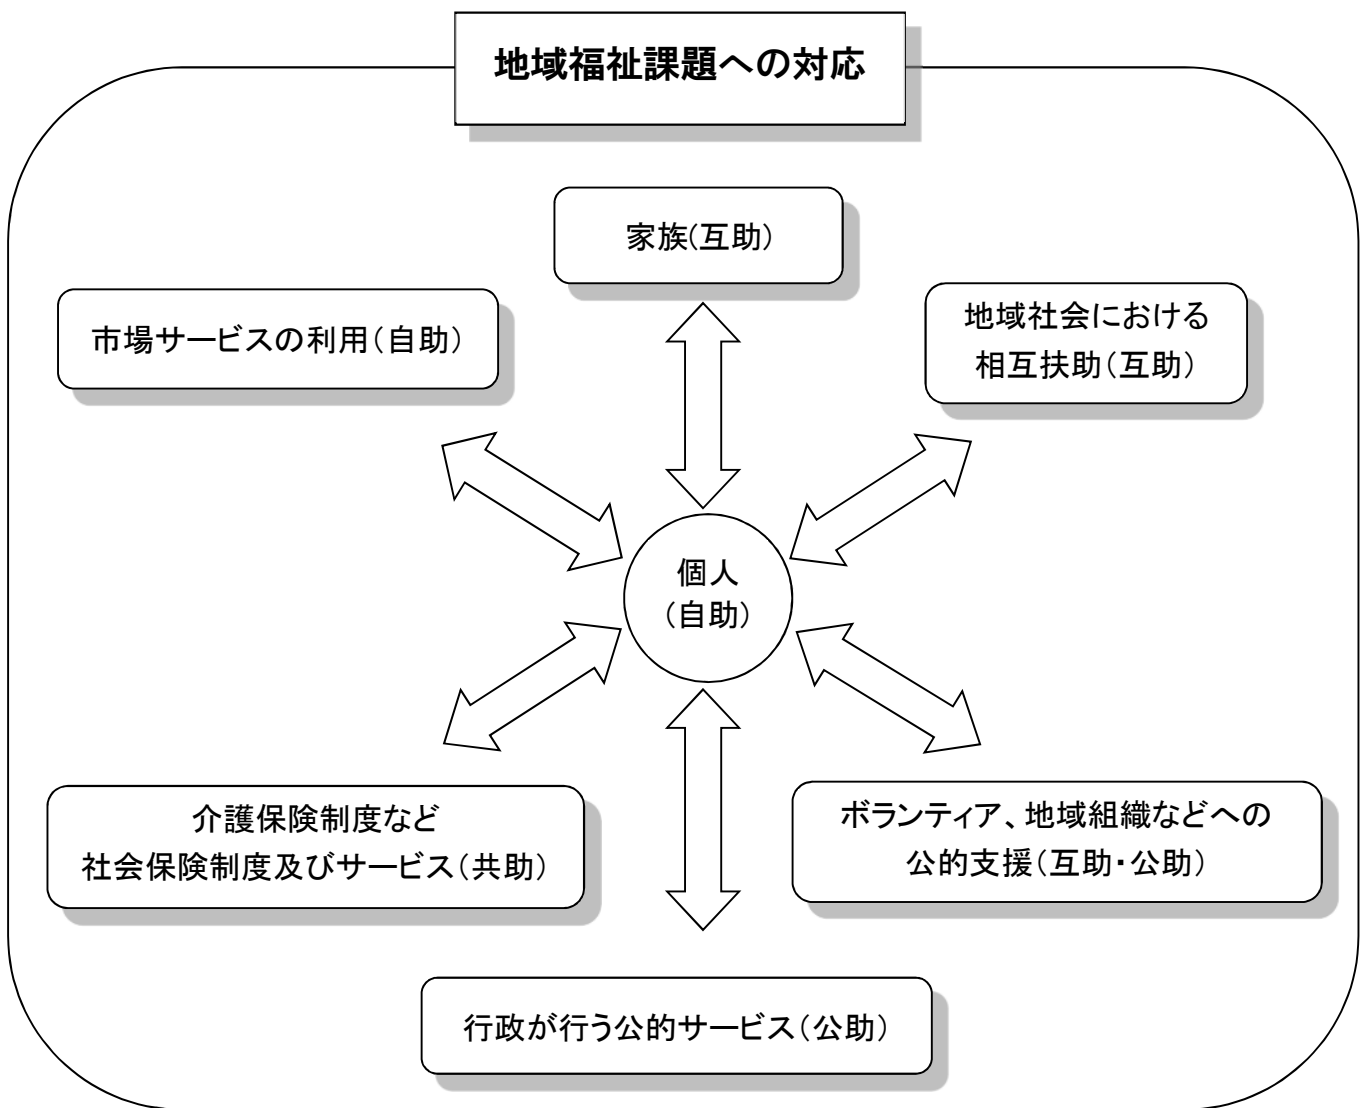 地域福祉課題への対応
家族(互助)
市場サービスの利用(自助)
地域社会における
相互扶助(互助)
個人
(自助)
介護保険制度など
社会保険制度及びサービス(共助)
ボランティア、地域組織などへの
公的支援(互助・公助)
行政が行う公的サービス(公助)